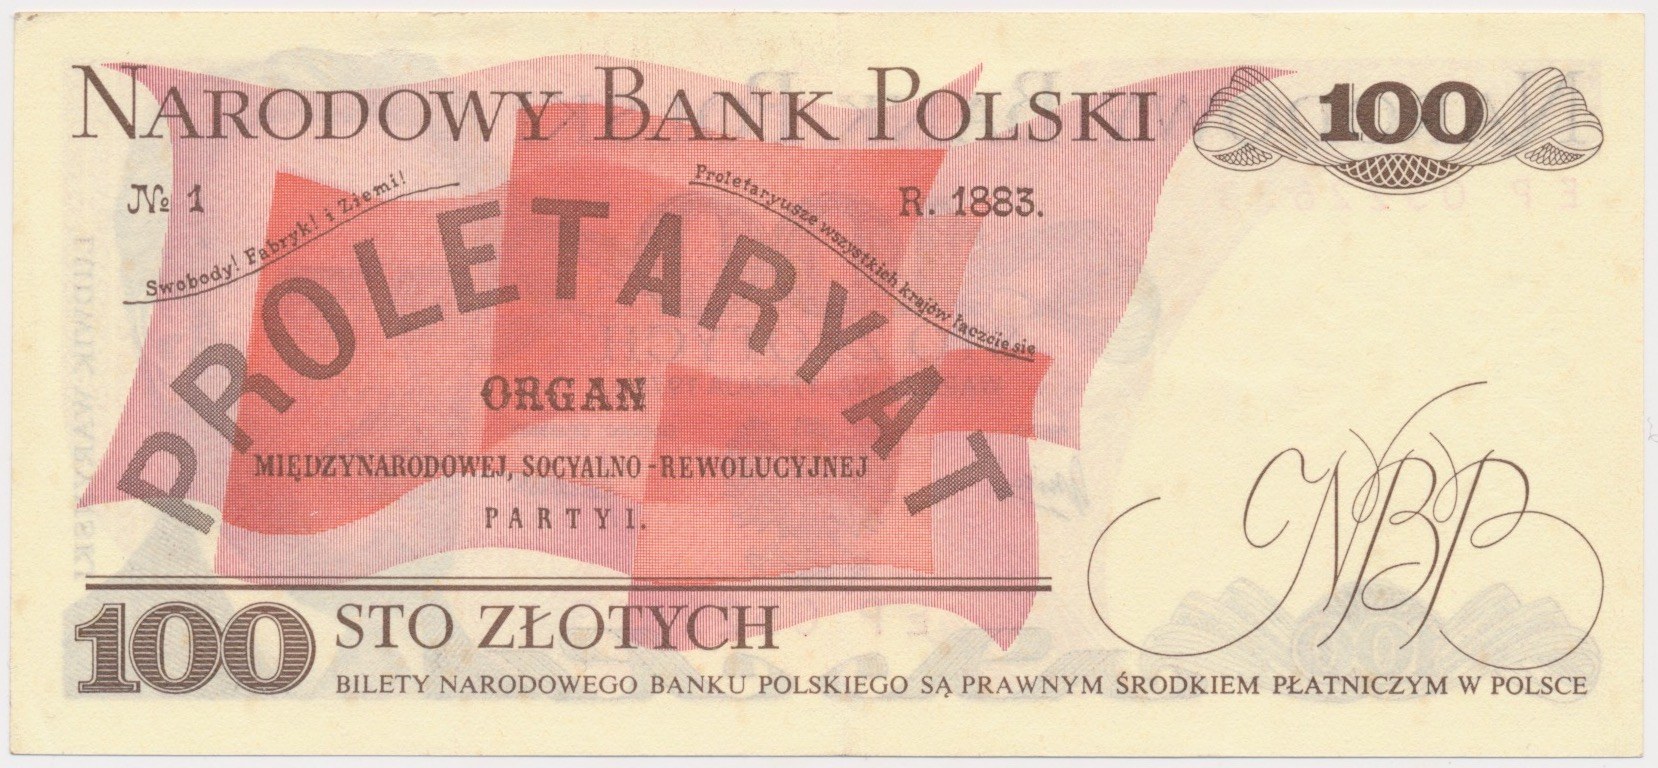 NARODOWY BANK POLSKI
100
№ 1
R. 1883.
Swobody! Fabryk! i Ziemi!
Proletaryusze wszystkich krajów łączcie się
PROLETARYAT
ORGAN
MIĘDZYNARODOWEJ, SOCYALNO-REWOLUCYJNEJ
PARTYI.
NBP
100
STO ZŁOTYCH
BILETY NARODOWEGO BANKU POLSKIEGO SĄ PRAWNYM ŚRODKIEM PŁATNICZYM W POLSCE